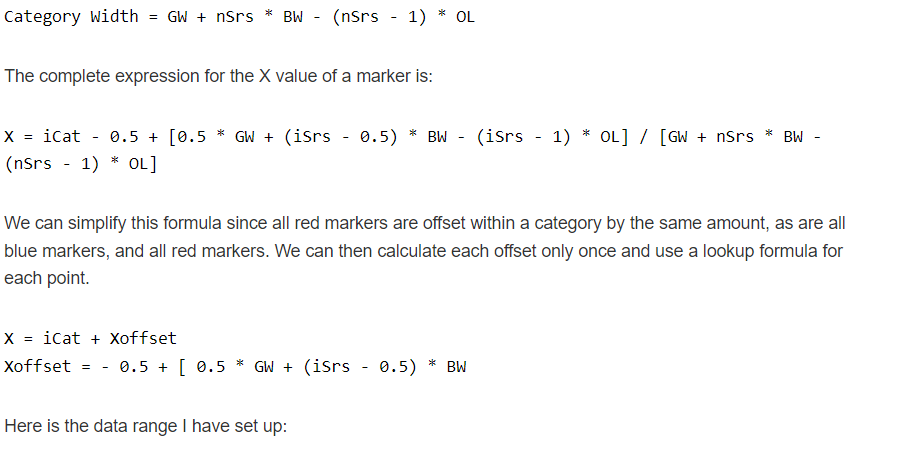 Category Width = GW + nSrs * BW - (nSrs - 1) * OL
The complete expression for the X value of a marker is:
X = iCat - 0.5 + [0.5 * GW + (iSrs - 0.5) * BW - (iSrs - 1) * OL] / [GW + nSrs * BW -
(nSrs - 1) * OL]
We can simplify this formula since all red markers are offset within a category by the same amount, as are all
blue markers, and all red markers. We can then calculate each offset only once and use a lookup formula for
each point.
X = iCat + Xoffset
Xoffset = - 0.5 + [ 0.5 * GW + (iSrs - 0.5) * BW
Here is the data range I have set up: